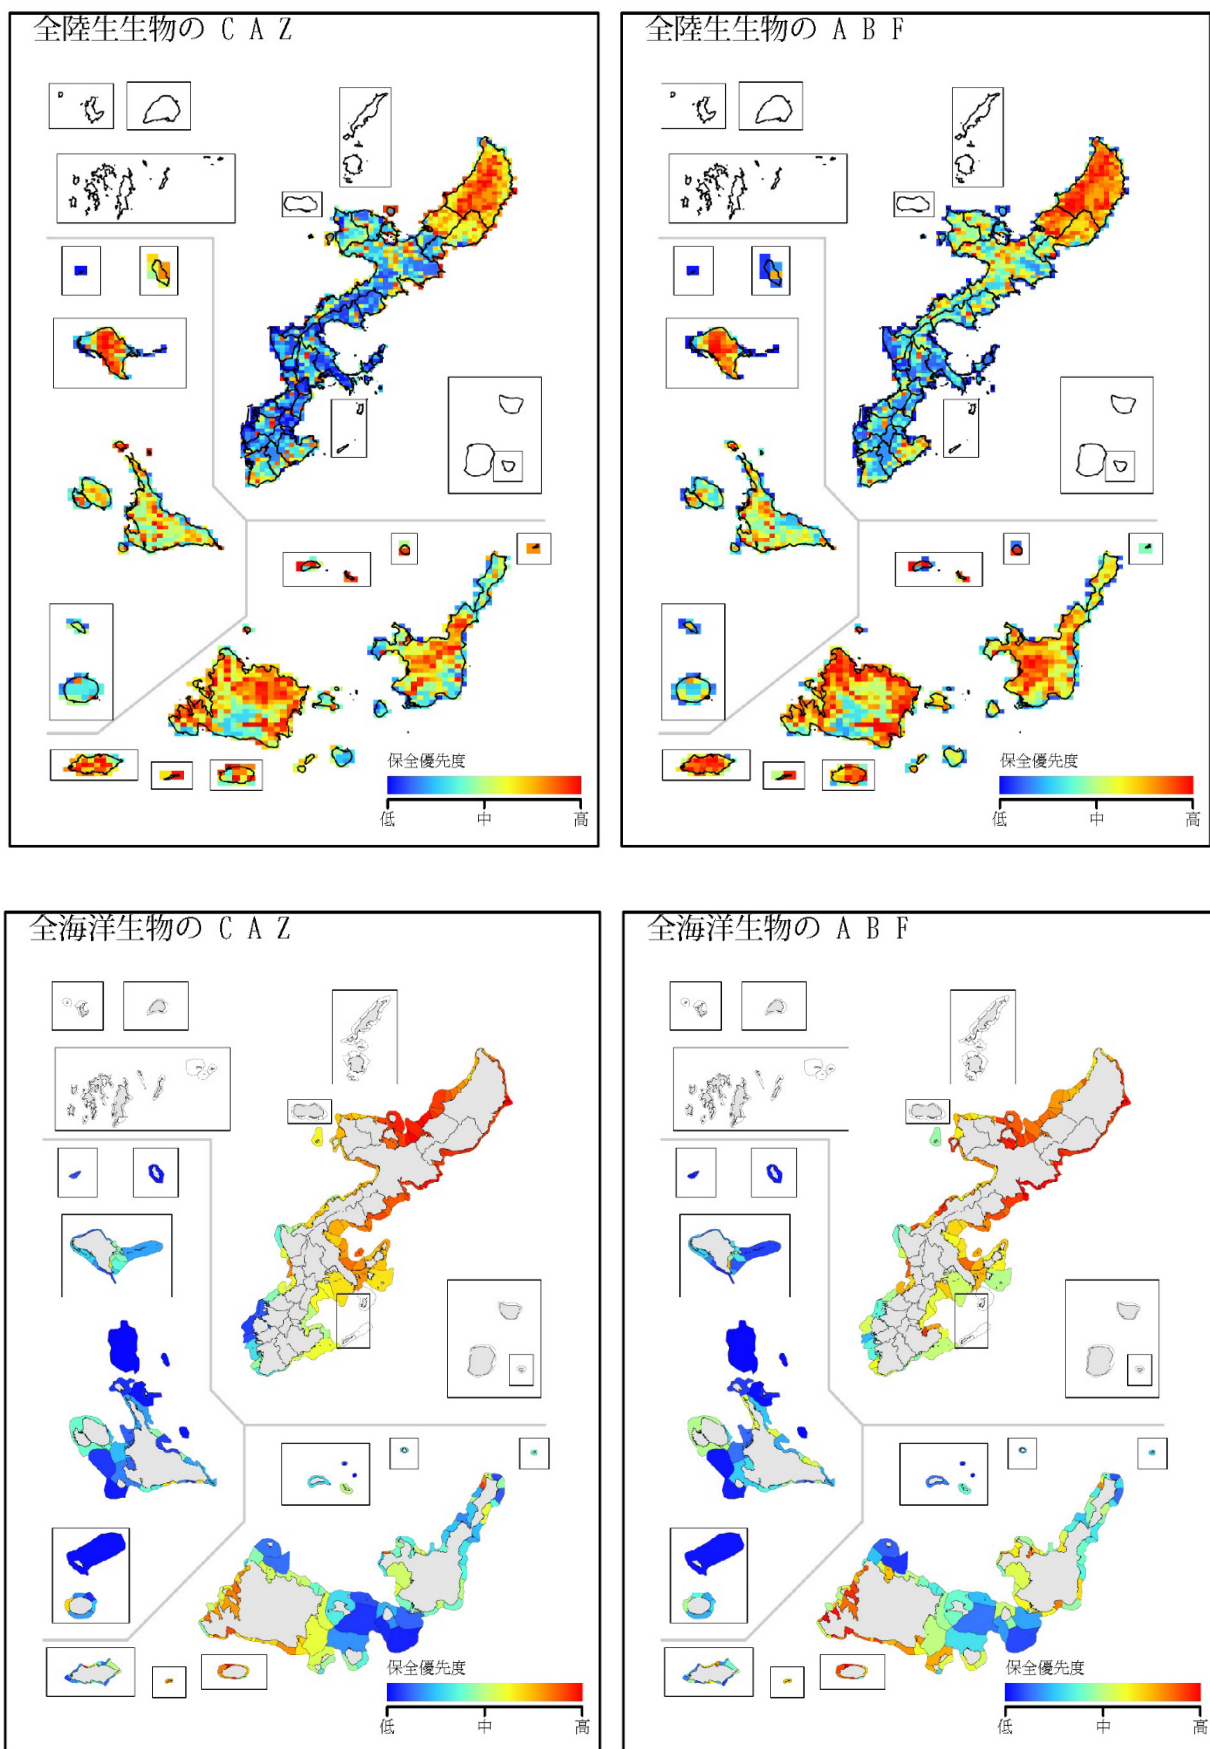 全陸生生物の CAZ
保全優先度
低 中 高
全陸生生物の ABF
保全優先度
低 中 高
全海洋生物の CAZ
保全優先度
低 中 高
全海洋生物の ABF
保全優先度
低 中 高